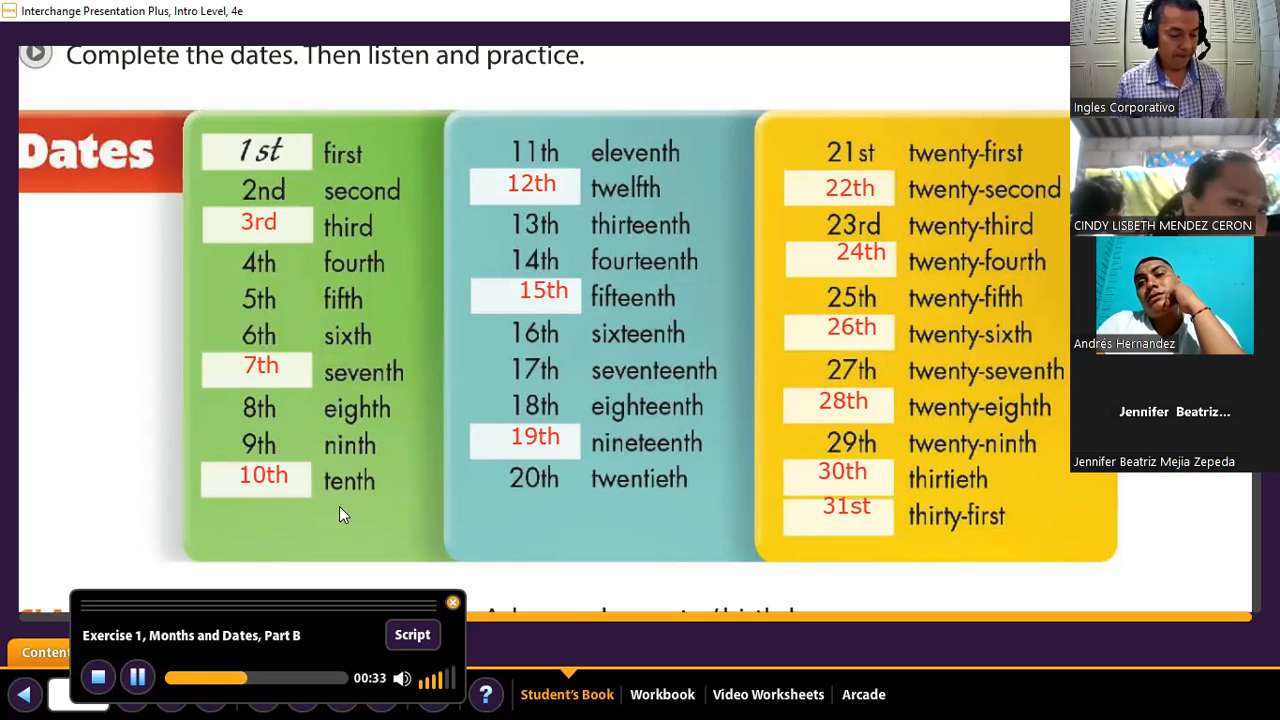 Interchange Presentation Plus, Intro Level, 4e
Complete the dates. Then listen and practice.
Dates
1st first
2nd second
3rd third
4th fourth
5th fifth
6th sixth
7th seventh
8th eighth
9th ninth
10th tenth
11th eleventh
12th twelfth
13th thirteenth
14th fourteenth
15th fifteenth
16th sixteenth
17th seventeenth
18th eighteenth
19th nineteenth
20th twentieth
21st twenty-first
22th twenty-second
23rd twenty-third
24th twenty-fourth
25th twenty-fifth
26th twenty-sixth
27th twenty-seventh
28th twenty-eighth
29th twenty-ninth
30th thirtieth
31st thirty-first
Ingles Corporativo
CINDY LISBETH MENDEZ CERON
Andrés Hernandez
Jennifer Beatriz...
Jennifer Beatriz Mejia Zepeda
Exercise 1, Months and Dates, Part B
Script
00:33
Conten
? Student's Book Workbook Video Worksheets Arcade